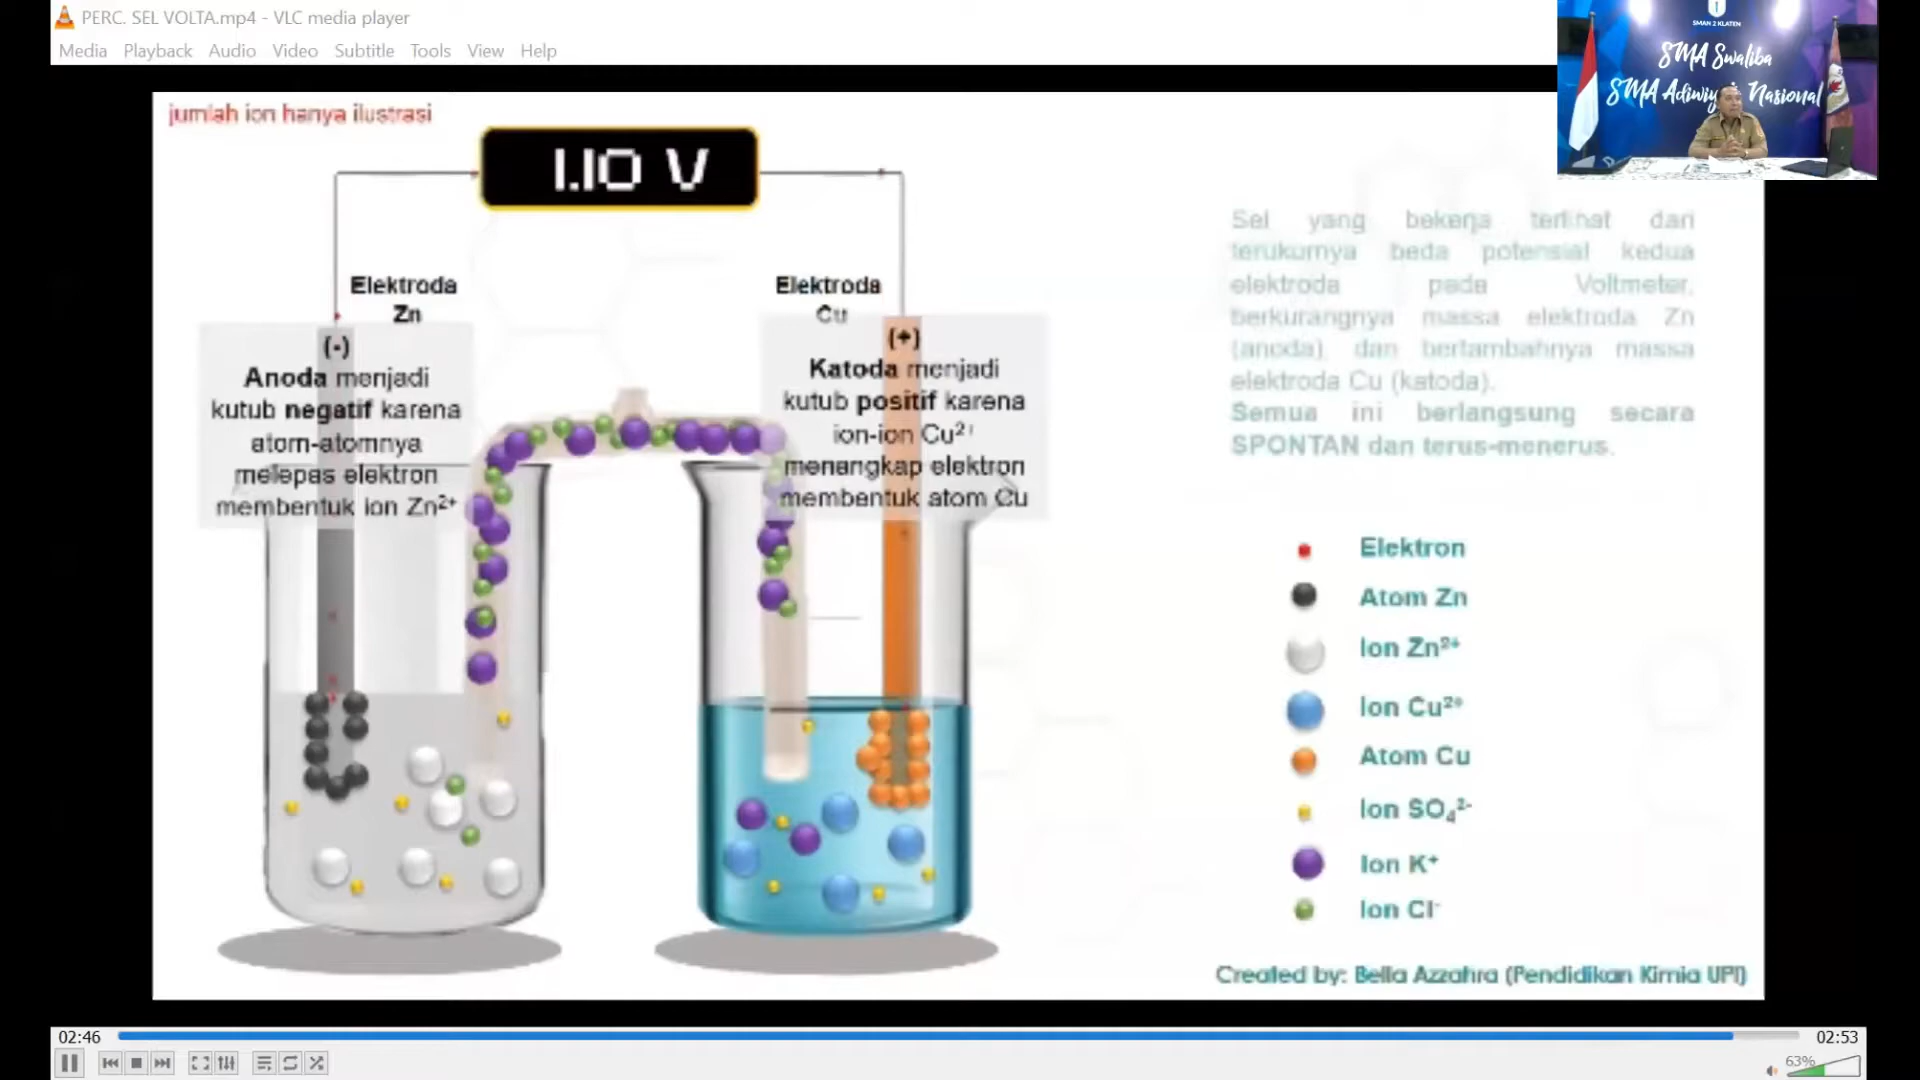 PERC. SEL VOLTA.mp4 - VLC media player
Media Playback Audio Video Subtitle Tools View Help
SMAN 2 KLATEN
SMA Swaliba
SMA Adiwiyata Nasional
jumlah ion hanya ilustrasi
1.10 V
Elektroda
Zn
(-)
Anoda menjadi
kutub negatif karena
atom-atomnya
melepas elektron
membentuk ion Zn²⁺
Elektroda
Cu
(+)
Katoda menjadi
kutub positif karena
ion-ion Cu²⁺
menangkap elektron
membentuk atom Cu
Sel yang bekerja terlihat dari
terukurnya beda potensial kedua
elektroda pada Voltmeter,
berkurangnya massa elektroda Zn
(anoda), dan bertambahnya massa
elektroda Cu (katoda).
Semua ini berlangsung secara
SPONTAN dan terus-menerus.
Elektron
Atom Zn
Ion Zn²⁺
Ion Cu²⁺
Atom Cu
Ion SO₄²⁻
Ion K⁺
Ion Cl⁻
Created by: Bella Azzahra (Pendidikan Kimia UPI)
02:46
02:53
63%